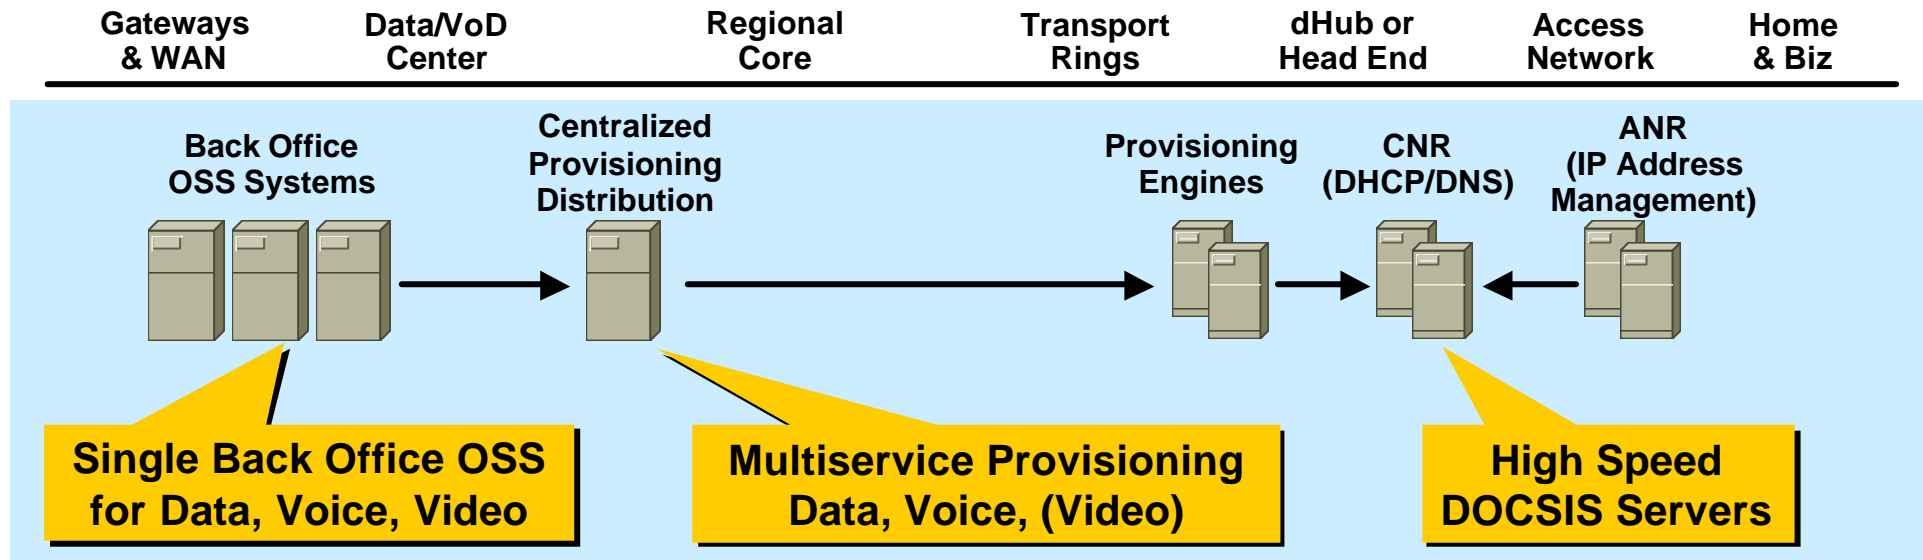 Gateways
& WAN
Data/VoD
Center
Regional
Core
Transport
Rings
dHub or
Head End
Access
Network
Home
& Biz
Back Office
OSS Systems
Centralized
Provisioning
Distribution
Provisioning
Engines
CNR
(DHCP/DNS)
ANR
(IP Address
Management)
Single Back Office OSS
for Data, Voice, Video
Multiservice Provisioning
Data, Voice, (Video)
High Speed
DOCSIS Servers